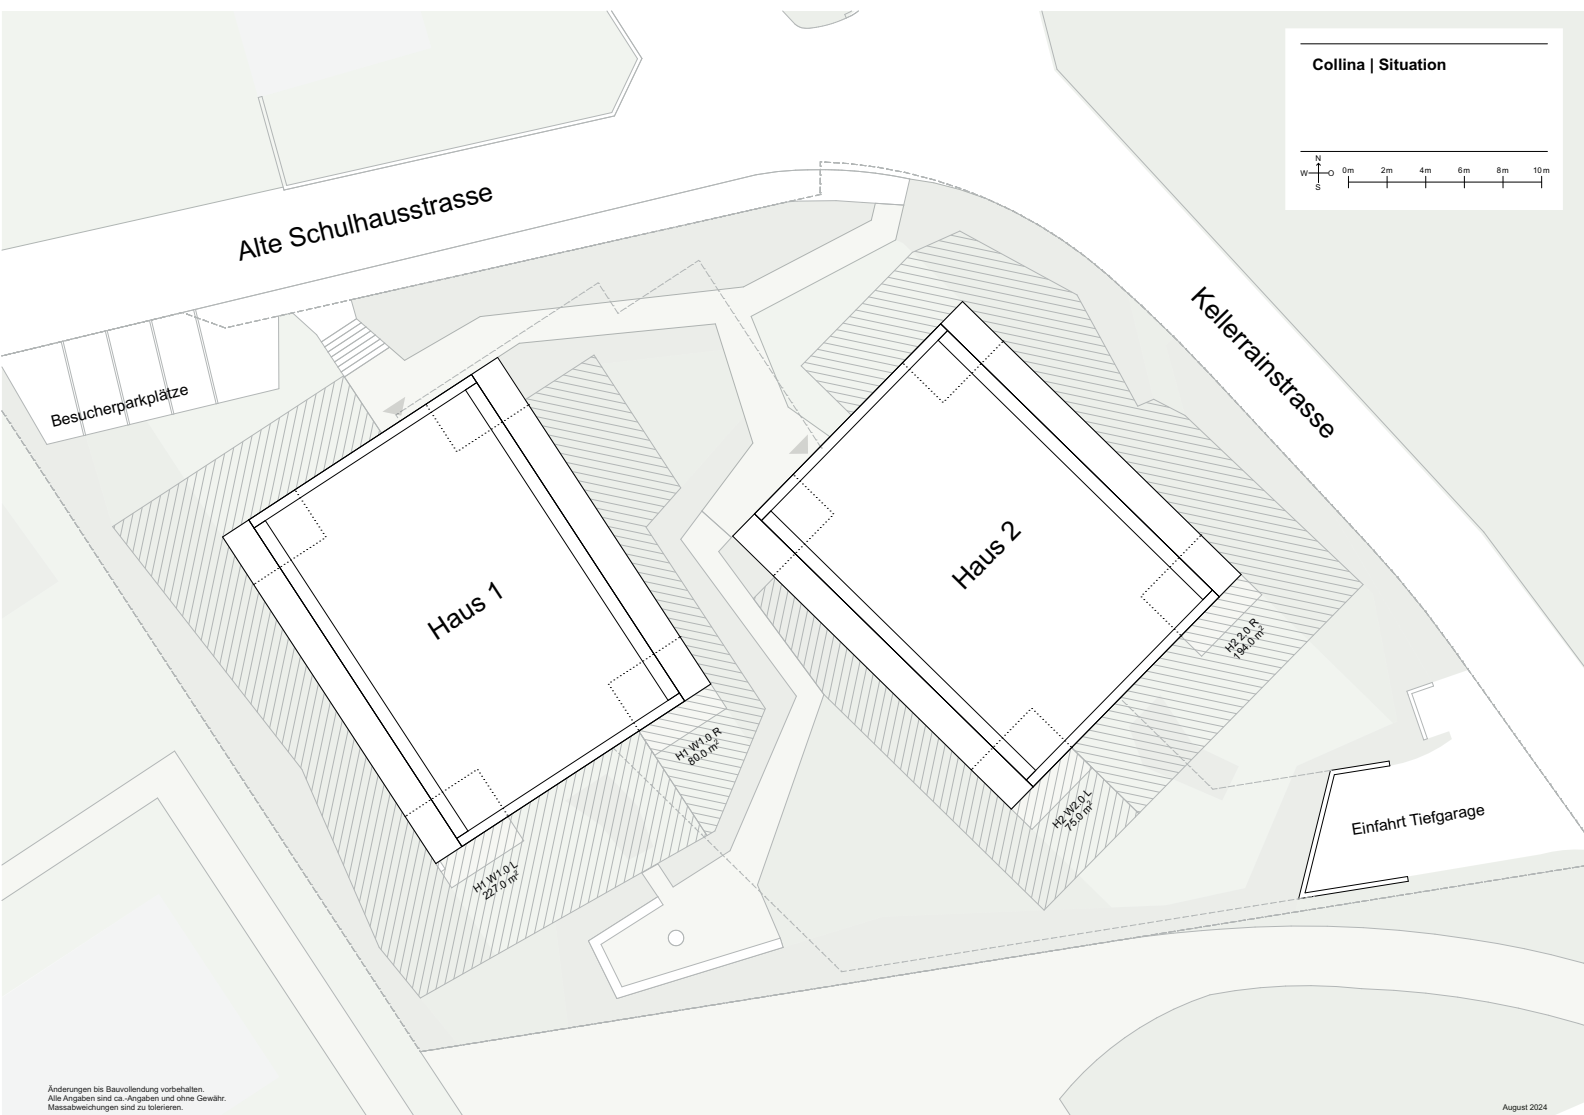 Collina | Situation
N
W O
S
0m 2m 4m 6m 8m 10m
Alte Schulhausstrasse
Kellerrainstrasse
Besucherparkplätze
Haus 1
Haus 2
H2 2.0 R
194.0 m²
H1 W1.0 R
80.0 m²
H2 W2.0 L
75.0 m²
H1 W1.0 L
227.0 m²
Einfahrt Tiefgarage
Änderungen bis Bauvollendung vorbehalten.
Alle Angaben sind ca.-Angaben und ohne Gewähr.
Massabweichungen sind zu tolerieren.
August 2024